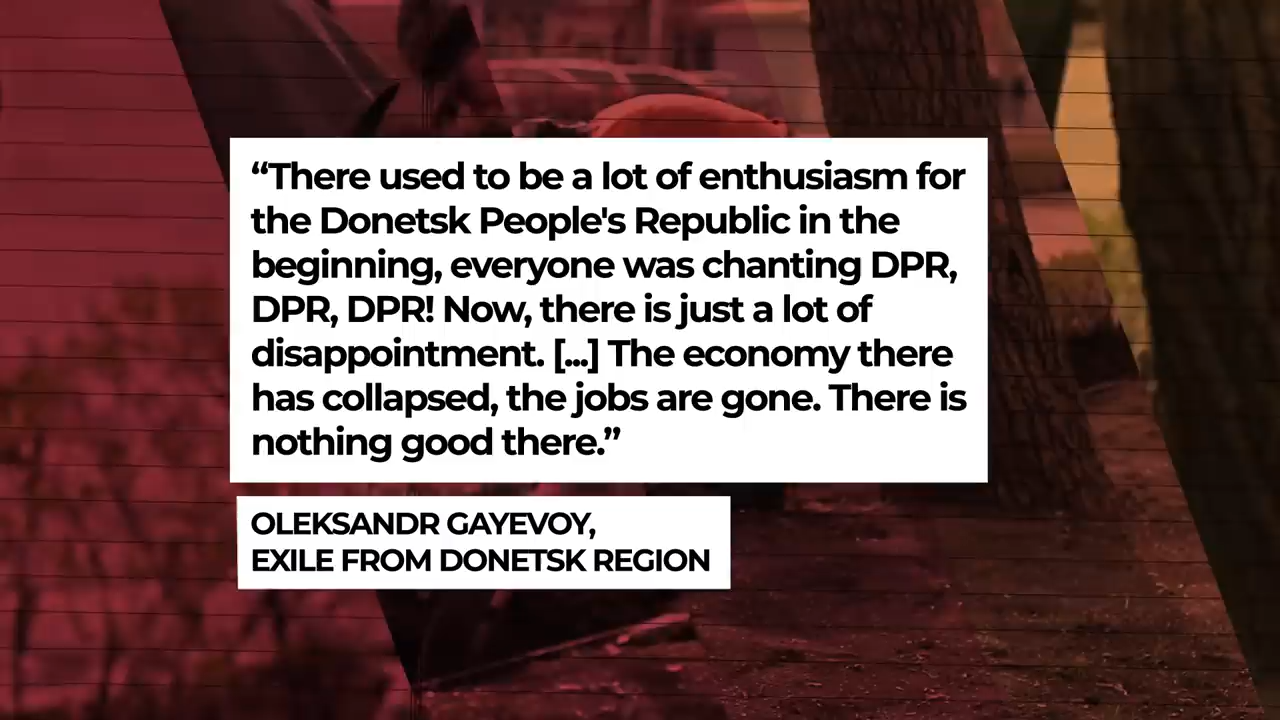 “There used to be a lot of enthusiasm for
the Donetsk People's Republic in the
beginning, everyone was chanting DPR,
DPR, DPR! Now, there is just a lot of
disappointment. [...] The economy there
has collapsed, the jobs are gone. There is
nothing good there.”
OLEKSANDR GAYEVOY,
EXILE FROM DONETSK REGION